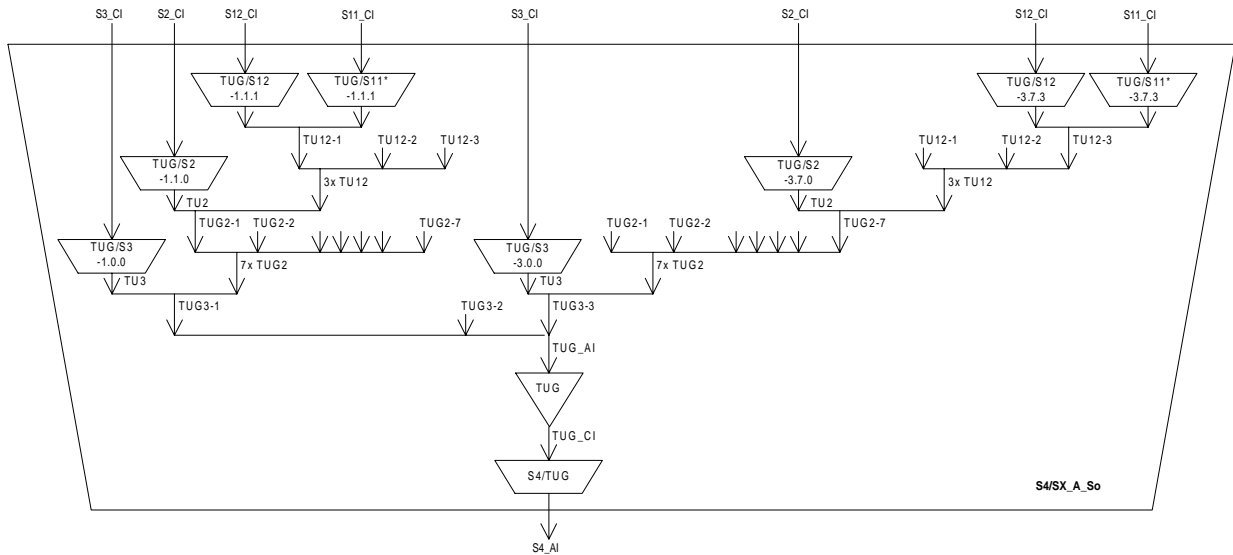 S3_CI S2_CI S12_CI S11_CI S3_CI S2_CI S12_CI S11_CI
TUG/S12 TUG/S11* TUG/S12 TUG/S11*
-1.1.1 -1.1.1 -3.7.3 -3.7.3
TU12-1 TU12-2 TU12-3 TU12-1 TU12-2 TU12-3
TUG/S2 TUG/S2
-1.1.0 3x TU12 -3.7.0 3x TU12
TU2 TU2
TUG2-1 TUG2-2 TUG2-7 TUG2-1 TUG2-2 TUG2-7
TUG/S3 TUG/S3
-1.0.0 7x TUG2 -3.0.0 7x TUG2
TU3 TU3
TUG3-1 TUG3-2 TUG3-3
TUG_AI
TUG
TUG_CI
S4/TUG
S4/SX_A_So
S4_AI